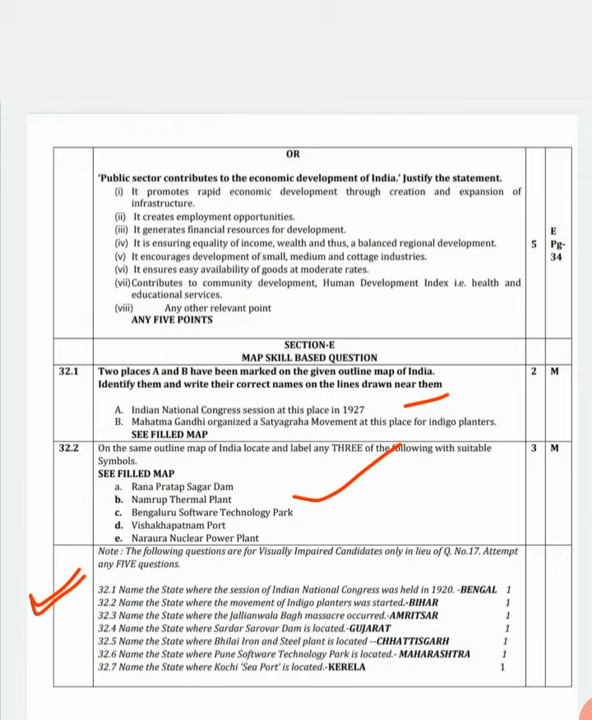 OR
'Public sector contributes to the economic development of India.' Justify the statement.
(i) It promotes rapid economic development through creation and expansion of
infrastructure.
(ii) It creates employment opportunities.
(iii) It generates financial resources for development.
(iv) It is ensuring equality of income, wealth and thus, a balanced regional development.
(v) It encourages development of small, medium and cottage industries.
(vi) It ensures easy availability of goods at moderate rates.
(vii) Contributes to community development, Human Development Index i.e. health and
educational services.
(viii) Any other relevant point
ANY FIVE POINTS
5
E
Pg-
34
SECTION-E
MAP SKILL BASED QUESTION
32.1 Two places A and B have been marked on the given outline map of India. 2 M
Identify them and write their correct names on the lines drawn near them
A. Indian National Congress session at this place in 1927
B. Mahatma Gandhi organized a Satyagraha Movement at this place for indigo planters.
SEE FILLED MAP
32.2 On the same outline map of India locate and label any THREE of the following with suitable 3 M
Symbols.
SEE FILLED MAP
a. Rana Pratap Sagar Dam
b. Namrup Thermal Plant
c. Bengaluru Software Technology Park
d. Vishakhapatnam Port
e. Naraura Nuclear Power Plant
Note : The following questions are for Visually Impaired Candidates only in lieu of Q. No.17. Attempt
any FIVE questions.
32.1 Name the State where the session of Indian National Congress was held in 1920. -BENGAL 1
32.2 Name the State where the movement of Indigo planters was started.-BIHAR 1
32.3 Name the State where the Jallianwala Bagh massacre occurred.-AMRITSAR 1
32.4 Name the State where Sardar Sarovar Dam is located.-GUJARAT 1
32.5 Name the State where Bhilai Iron and Steel plant is located --CHHATTISGARH 1
32.6 Name the State where Pune Software Technology Park is located.- MAHARASHTRA 1
32.7 Name the State where Kochi 'Sea Port' is located.-KERELA 1